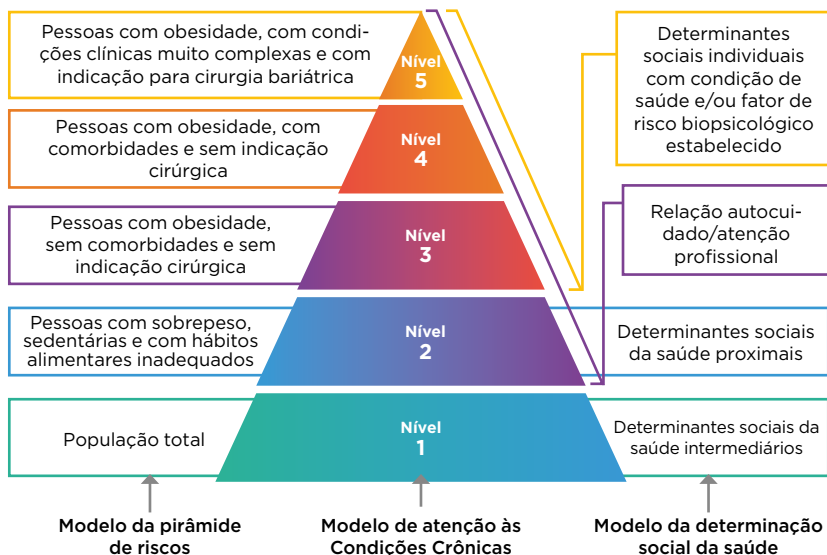 Pessoas com obesidade, com condi-
ções clínicas muito complexas e com
indicação para cirurgia bariátrica
Nível
5
Determinantes
sociais individuais
com condição de
saúde e/ou fator de
risco biopsicológico
estabelecido
Pessoas com obesidade, com
comorbidades e sem indicação
cirúrgica
Nível
4
Pessoas com obesidade,
sem comorbidades e sem
indicação cirúrgica
Nível
3
Relação autocui-
dado/atenção
profissional
Pessoas com sobrepeso,
sedentárias e com hábitos
alimentares inadequados
Nível
2
Determinantes sociais
da saúde proximais
População total
Nível
1
Determinantes sociais da
saúde intermediários
Modelo da pirâmide
de riscos
Modelo de atenção às
Condições Crônicas
Modelo da determinação
social da saúde